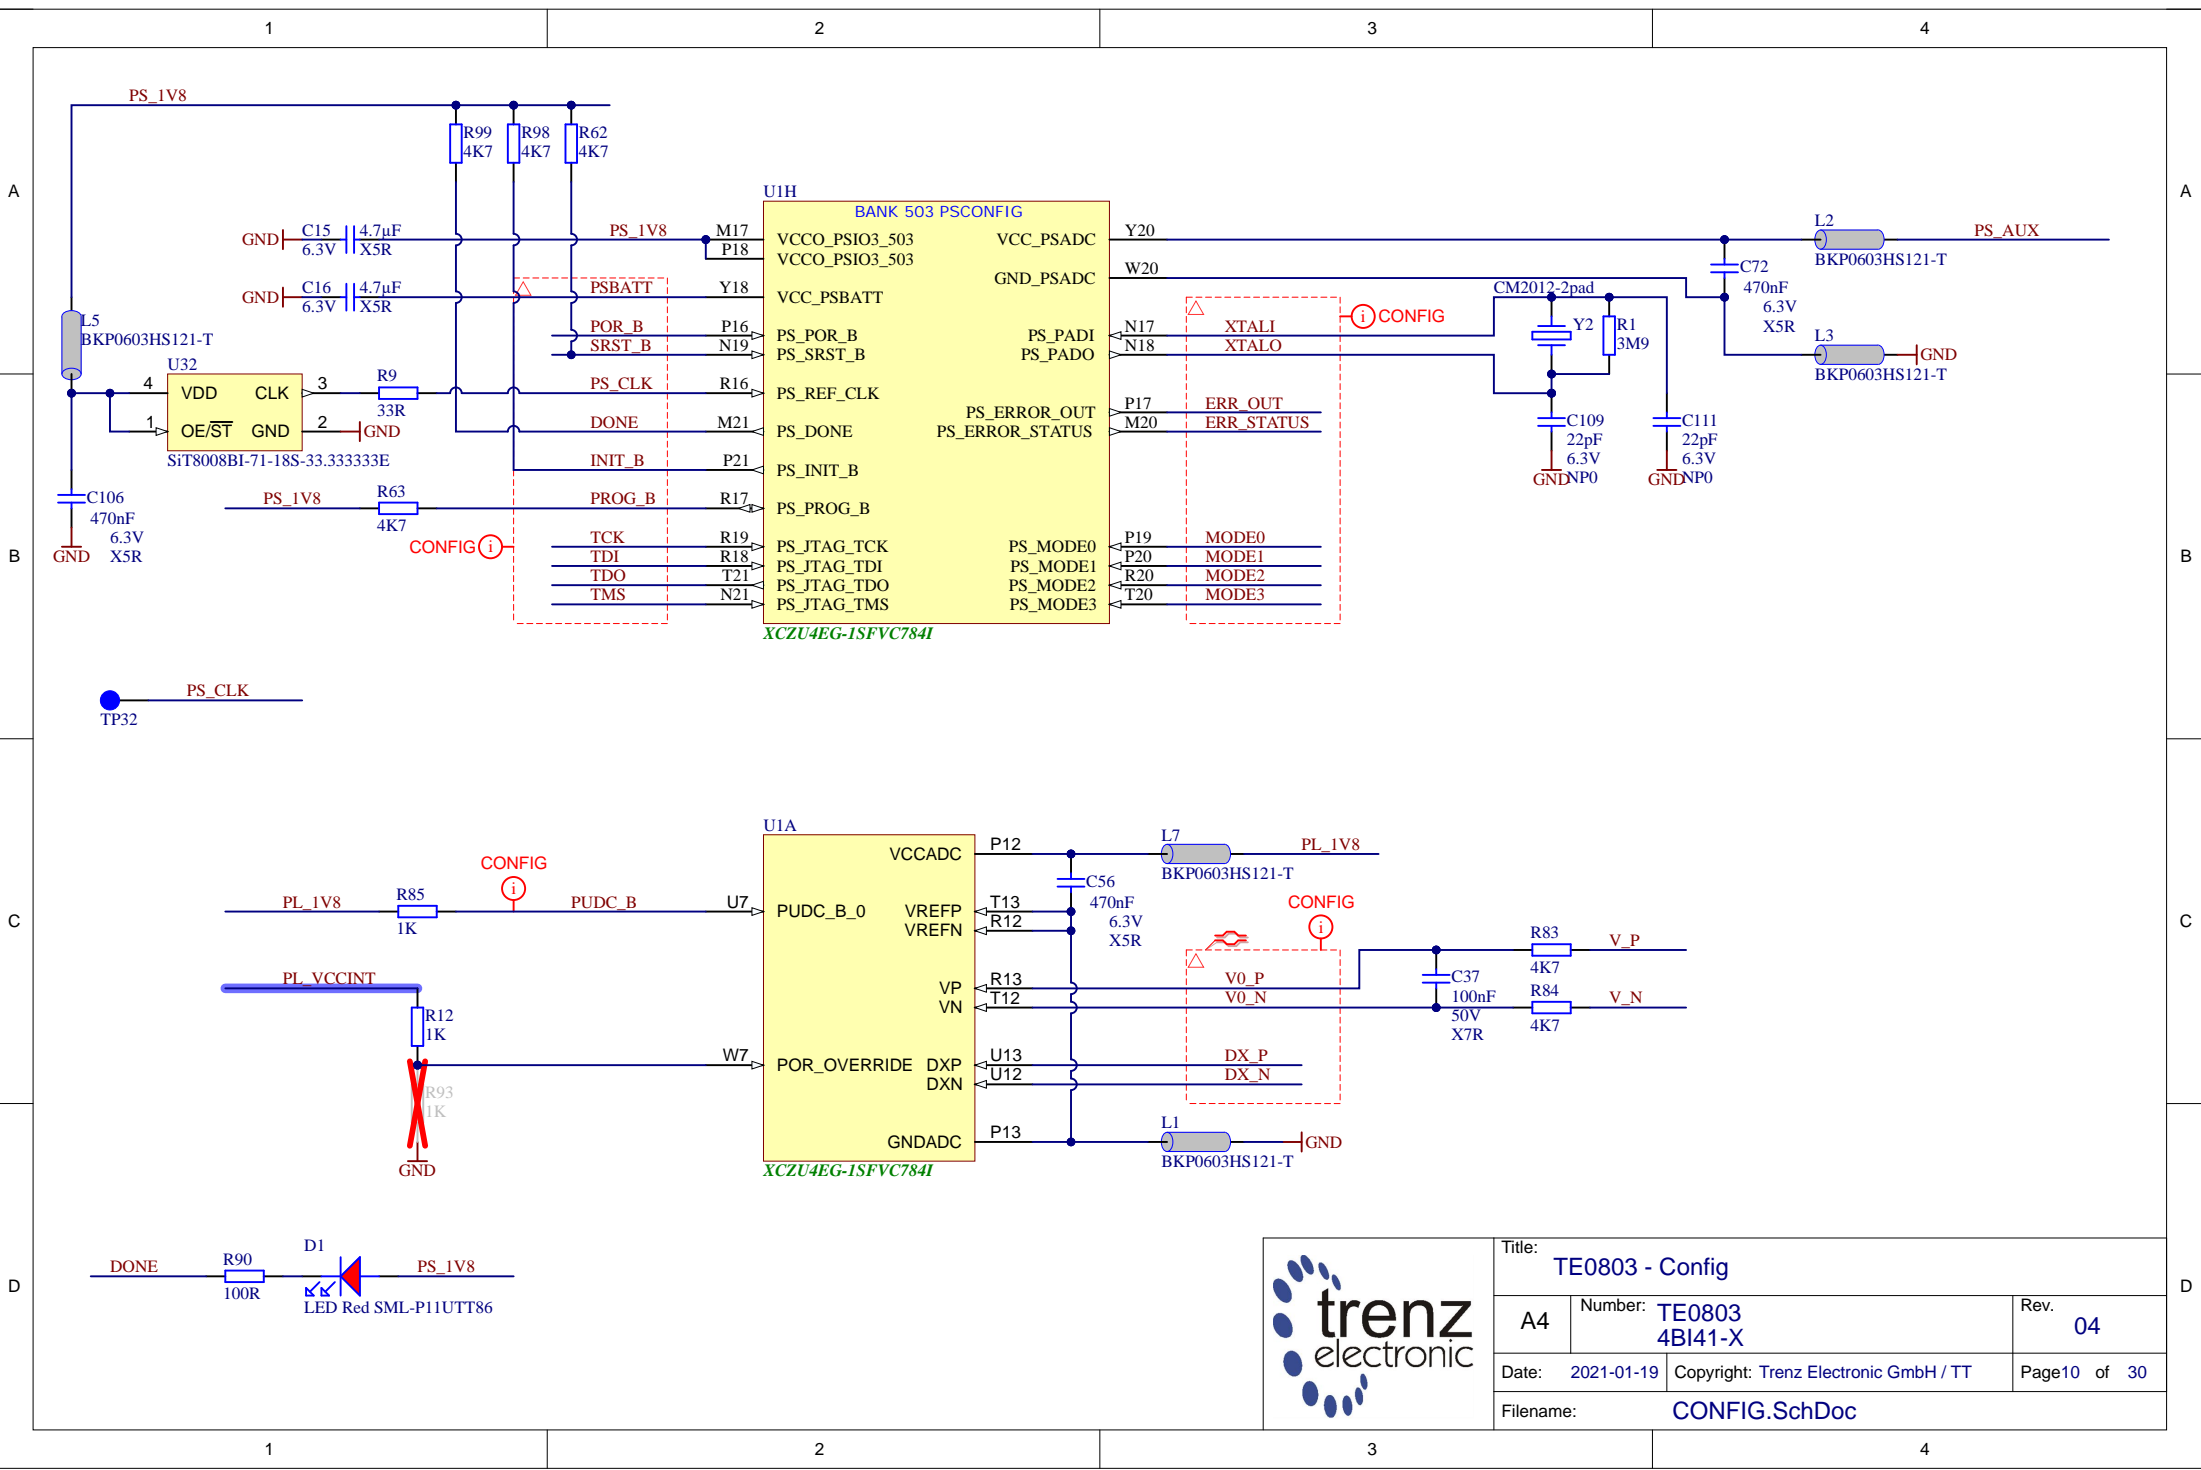 1
2
3
4
A
A
PS_1V8
R99
4K7
R98
4K7
R62
4K7
U1H
BANK 503 PSCONFIG
GND
C15
6.3V
4.7µF
X5R
PS_1V8
M17
P18
VCCO_PSIO3_503
VCCO_PSIO3_503
GND
C16
6.3V
4.7µF
X5R
PSBATT
Y18
VCC_PSBATT
POR_B
P16
PS_POR_B
SRST_B
N19
PS_SRST_B
L5
BKP0603HS121-T
U32
4
VDD
CLK
3
1
OE/ST
GND
2
GND
SiT8008BI-71-18S-33.333333E
R9
33R
PS_CLK
R16
PS_REF_CLK
DONE
M21
PS_DONE
INIT_B
P21
PS_INIT_B
C106
470nF
6.3V
X5R
GND
PS_1V8
R63
4K7
PROG_B
R17
PS_PROG_B
CONFIG
i
TCK
R19
PS_JTAG_TCK
TDI
R18
PS_JTAG_TDI
TDO
T21
PS_JTAG_TDO
TMS
N21
PS_JTAG_TMS
VCC_PSADC
Y20
GND_PSADC
W20
PS_PADI
N17
XTALI
PS_PADO
N18
XTALO
PS_ERROR_OUT
P17
ERR_OUT
PS_ERROR_STATUS
M20
ERR_STATUS
PS_MODE0
P19
MODE0
PS_MODE1
P20
MODE1
PS_MODE2
R20
MODE2
PS_MODE3
T20
MODE3
i
CONFIG
CM2012-2pad
Y2
R1
3M9
C109
22pF
6.3V
NP0
GND
C111
22pF
6.3V
NP0
GND
L2
BKP0603HS121-T
PS_AUX
C72
470nF
6.3V
X5R
L3
BKP0603HS121-T
GND
XCZU4EG-1SFVC784I
B
B
PS_CLK
TP32
U1A
CONFIG
i
PL_1V8
R85
1K
PUDC_B
U7
PUDC_B_0
PL_VCCINT
R12
1K
R93
1K
GND
W7
POR_OVERRIDE
VCCADC
P12
VREFP
T13
VREFN
R12
VP
R13
V0_P
VN
T12
V0_N
DXP
U13
DX_P
DXN
U12
DX_N
GNDADC
P13
L7
BKP0603HS121-T
PL_1V8
C56
470nF
6.3V
X5R
CONFIG
i
C37
100nF
50V
X7R
R83
4K7
V_P
R84
4K7
V_N
L1
BKP0603HS121-T
GND
XCZU4EG-1SFVC784I
C
C
DONE
R90
100R
D1
PS_1V8
LED Red SML-P11UTT86
D
D
trenz
electronic
Title:
TE0803 - Config
A4
Number:
TE0803
4BI41-X
Rev.
04
Date:
2021-01-19
Copyright: Trenz Electronic GmbH / TT
Page10 of 30
Filename:
CONFIG.SchDoc
1
2
3
4